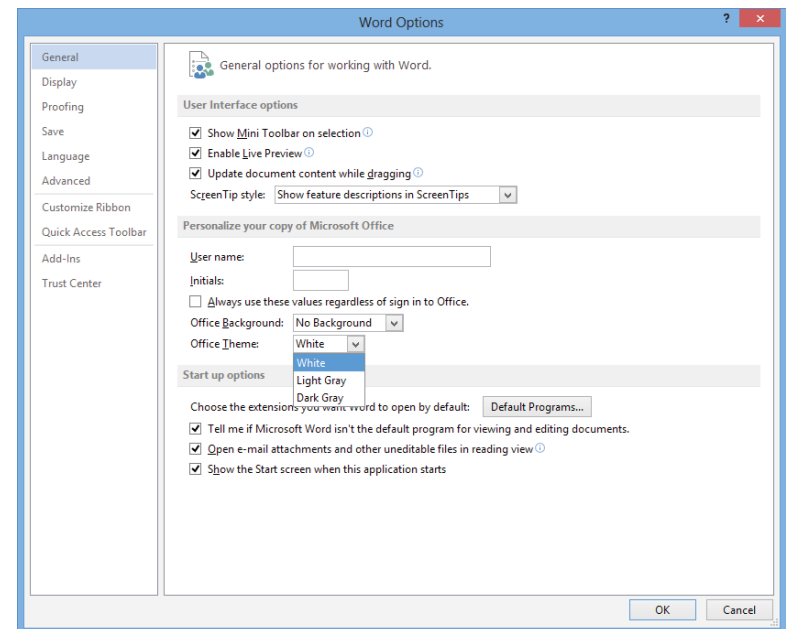 Word Options
?
×
General
Display
Proofing
Save
Language
Advanced
Customize Ribbon
Quick Access Toolbar
Add-Ins
Trust Center
General options for working with Word.
User Interface options
Show Mini Toolbar on selection
Enable Live Preview
Update document content while dragging
ScreenTip style: Show feature descriptions in ScreenTips
Personalize your copy of Microsoft Office
User name:
Initials:
Always use these values regardless of sign in to Office.
Office Background: No Background
Office Theme: White
White
Light Gray
Dark Gray
Start up options
Choose the extensions you want Word to open by default: Default Programs...
Tell me if Microsoft Word isn't the default program for viewing and editing documents.
Open e-mail attachments and other uneditable files in reading view
Show the Start screen when this application starts
OK Cancel